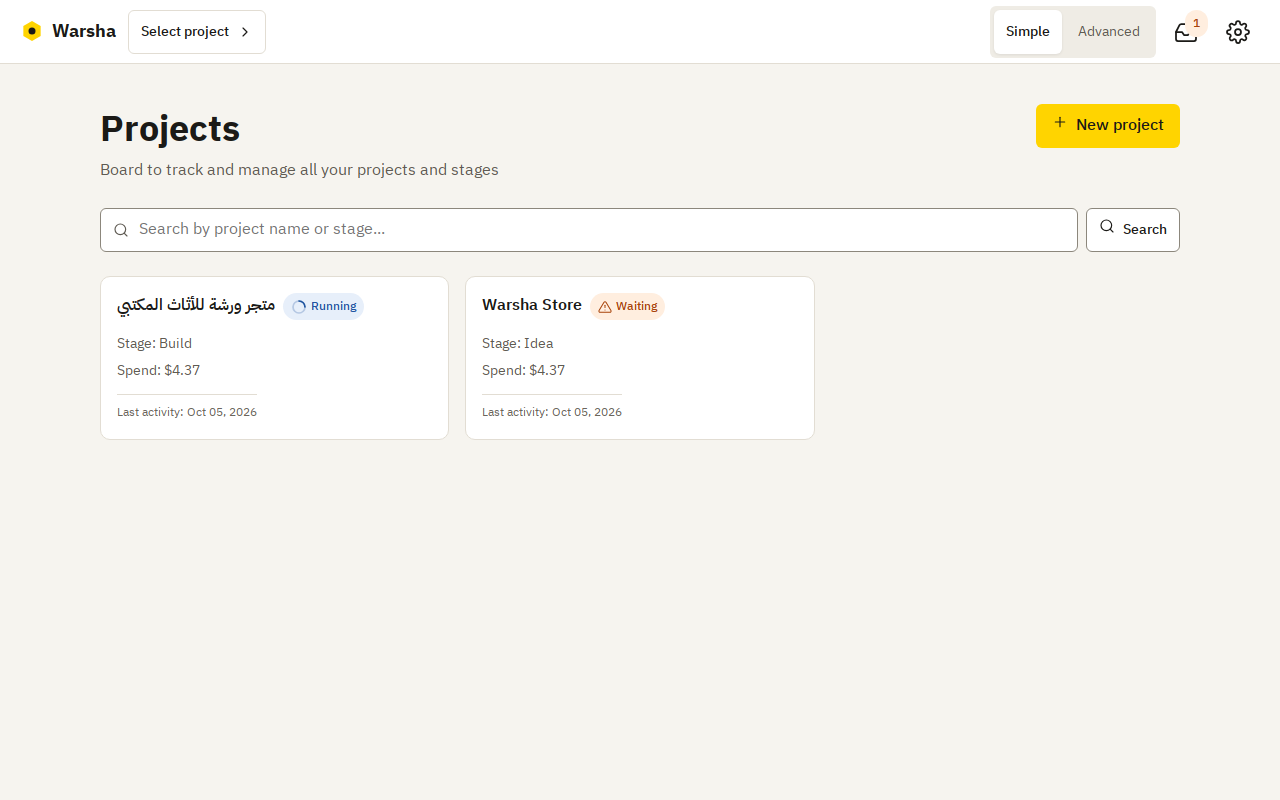 Warsha
Select project
Simple
Advanced
1
Projects
New project
Board to track and manage all your projects and stages
Search by project name or stage...
Search
متجر ورشة للأثاث المكتبي
Running
Stage: Build
Spend: $4.37
Last activity: Oct 05, 2026
Warsha Store
Waiting
Stage: Idea
Spend: $4.37
Last activity: Oct 05, 2026